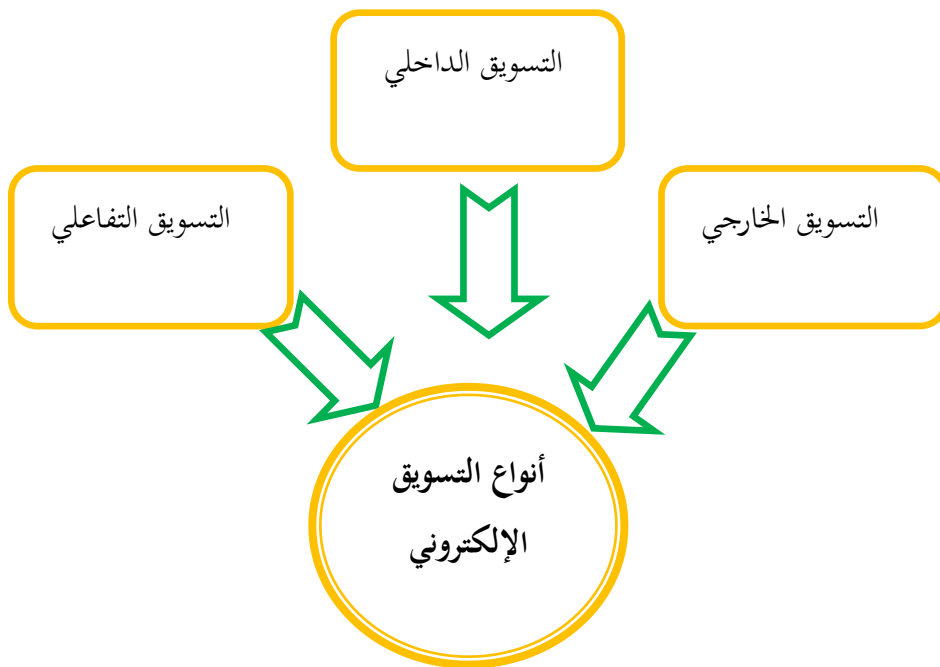 التسويق الداخلي
التسويق الخارجي
التسويق التفاعلي
أنواع التسويق
الإلكتروني